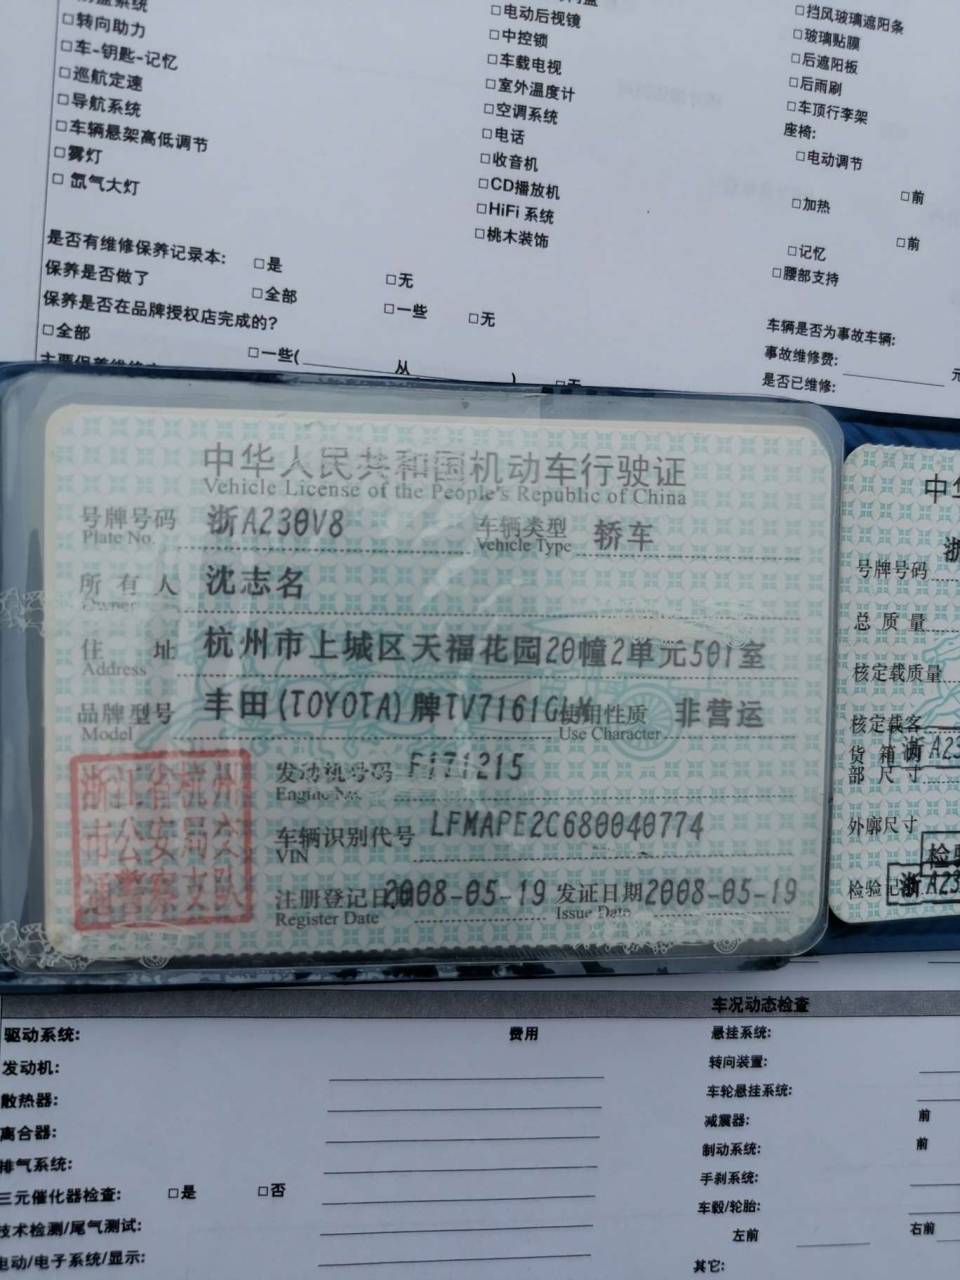 □转向助力
□车-钥匙-记忆
□巡航定速
□导航系统
□车辆悬架高低调节
□雾灯
□ 氙气大灯
□电动后视镜
□中控锁
□车载电视
□室外温度计
□空调系统
□电话
□收音机
□CD播放机
□HiFi 系统
□桃木装饰
□挡风玻璃遮阳条
□玻璃贴膜
□后遮阳板
□后雨刷
□车顶行李架
座椅:
□电动调节
□前
□加热
□前
□记忆
□腰部支持
是否有维修保养记录本: □是 □无
保养是否做了 □全部 □一些 □无
保养是否在品牌授权店完成的?
□全部 □一些( 从 ) □无
车辆是否为事故车辆:
事故维修费: 元
是否已维修:
中华人民共和国机动车行驶证
Vehicle License of the People's Republic of China
号牌号码 浙A230V8 车辆类型 轿车
Plate No. Vehicle Type
所有人 沈志名
Owner
住址 杭州市上城区天福花园20幢2单元501室
Address
品牌型号 丰田(TOYOTA)牌TV7161GLX 使用性质 非营运
Model Use Character
浙江省杭州
市公安局交
通警察支队
发动机号码 F171215
Engine No.
车辆识别代号 LFMAPE2C680040774
VIN
注册登记日期 2008-05-19 发证日期 2008-05-19
Register Date Issue Date
中华
浙
号牌号码
总质量
核定载质量
核定载客
货箱
部尺寸
浙A23
外廓尺寸
检验记
浙A23
车况动态检查
驱动系统: 费用
发动机:
散热器:
离合器:
排气系统:
三元催化器检查: □是 □否
技术检测/尾气测试:
电动/电子系统/显示:
悬挂系统:
转向装置:
车轮悬挂系统:
减震器: 前
制动系统: 前
手刹系统:
车毂/轮胎:
左前 右前
其它: